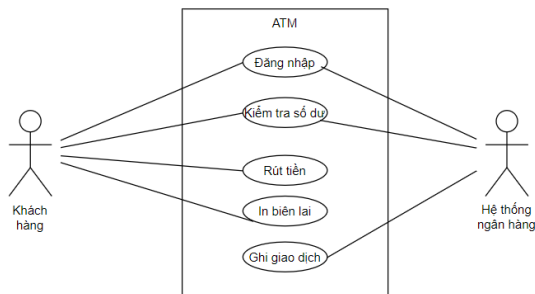 ATM
Đăng nhập
Kiểm tra số dư
Rút tiền
In biên lai
Ghi giao dịch
Khách
hàng
Hệ thống
ngân hàng